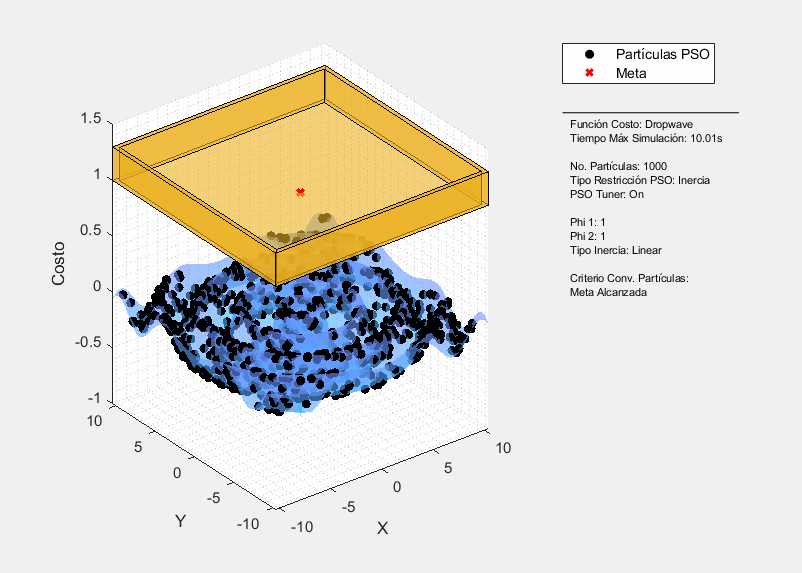 Partículas PSO
Meta
Función Costo: Dropwave
Tiempo Máx Simulación: 10.01s
No. Partículas: 1000
Tipo Restricción PSO: Inercia
PSO Tuner: On
Phi 1: 1
Phi 2: 1
Tipo Inercia: Linear
Criterio Conv. Partículas:
Meta Alcanzada
1.5
1
0.5
0
-0.5
-1
Costo
10
5
0
-5
-10
Y
-10
-5
0
5
10
X